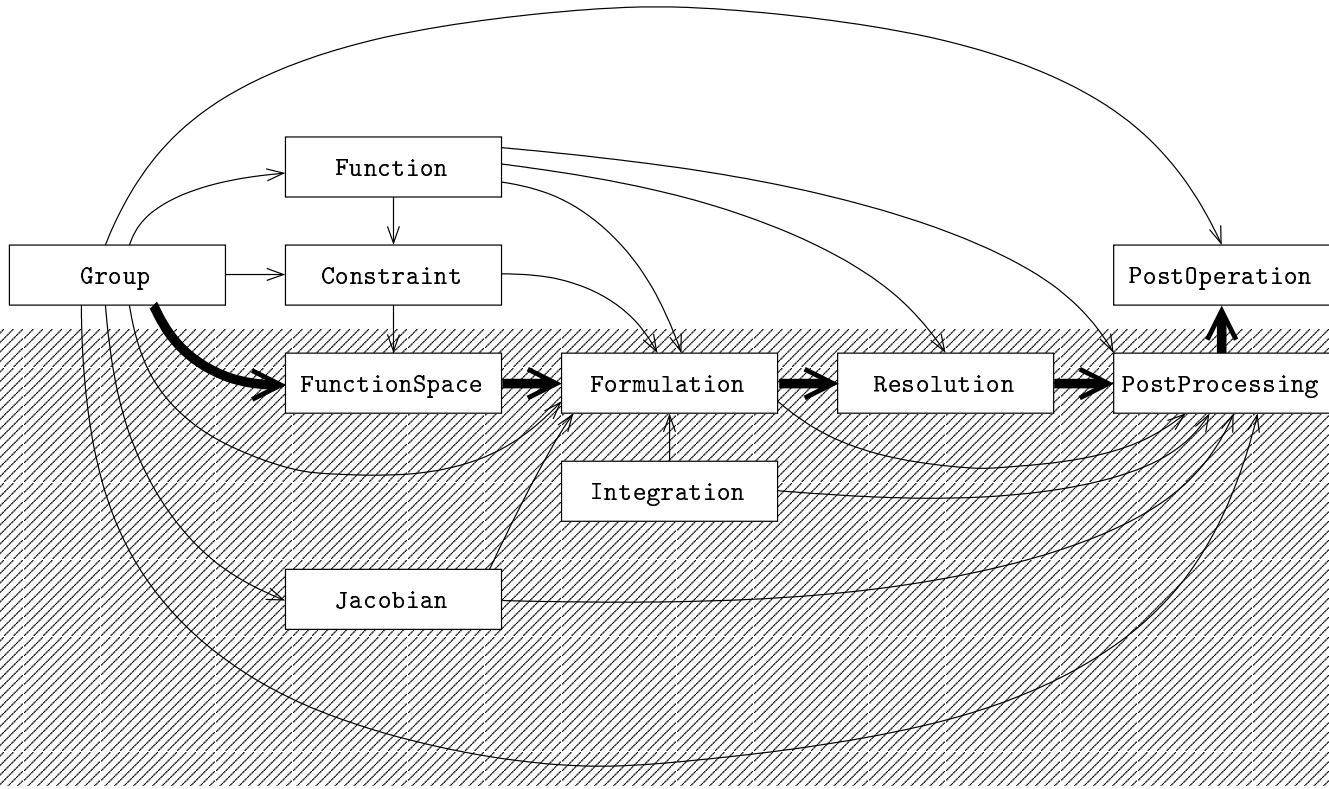 Function
Group
Constraint
PostOperation
FunctionSpace
Formulation
Resolution
PostProcessing
Integration
Jacobian